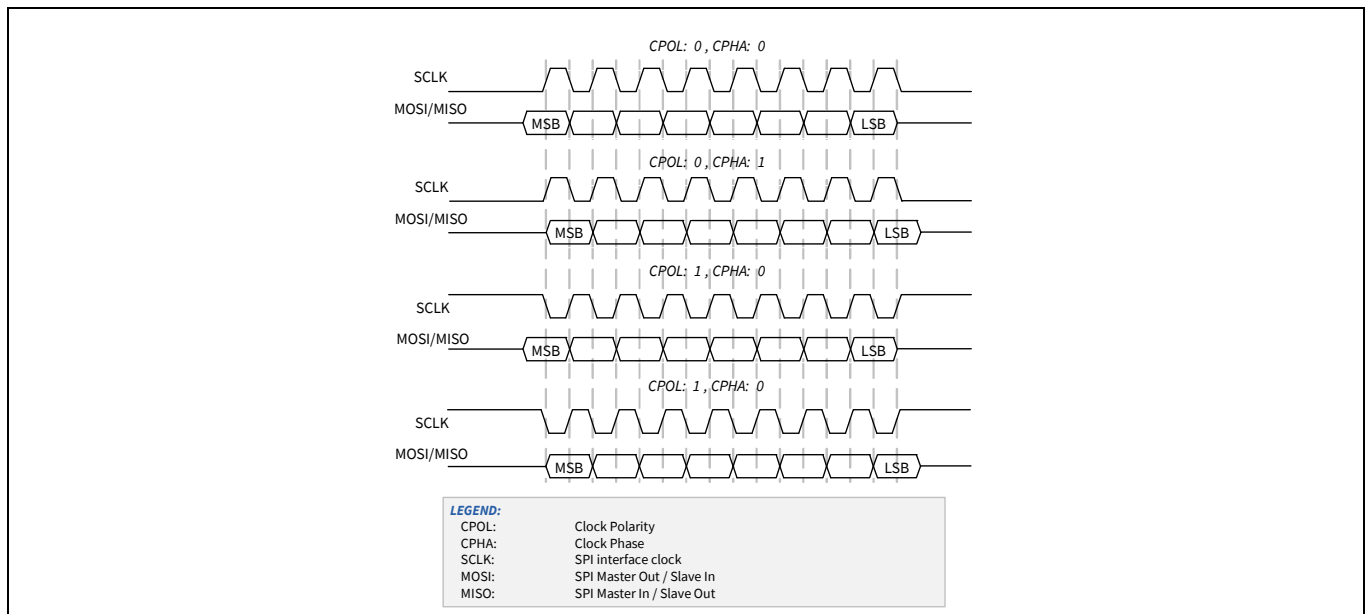 CPOL: 0 , CPHA: 0
SCLK
MOSI/MISO
MSB LSB
CPOL: 0 , CPHA: 1
SCLK
MOSI/MISO
MSB LSB
CPOL: 1 , CPHA: 0
SCLK
MOSI/MISO
MSB LSB
CPOL: 1 , CPHA: 0
SCLK
MOSI/MISO
MSB LSB
LEGEND:
CPOL: Clock Polarity
CPHA: Clock Phase
SCLK: SPI interface clock
MOSI: SPI Master Out / Slave In
MISO: SPI Master In / Slave Out